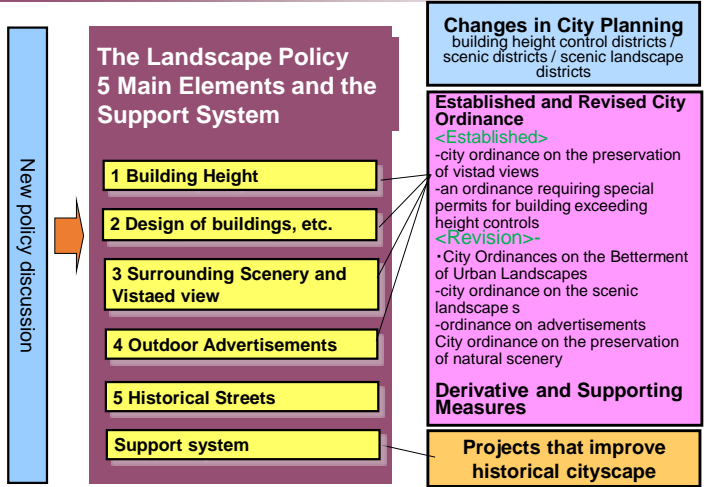 New policy discussion
The Landscape Policy
5 Main Elements and the
Support System
1 Building Height
2 Design of buildings, etc.
3 Surrounding Scenery and
Vistaed view
4 Outdoor Advertisements
5 Historical Streets
Support system
Changes in City Planning
building height control districts /
scenic districts / scenic landscape
districts
Established and Revised City
Ordinance
<Established>
-city ordinance on the preservation
of vistad views
-an ordinance requiring special
permits for building exceeding
height controls
<Revision>-
・City Ordinances on the Betterment
of Urban Landscapes
-city ordinance on the scenic
landscape s
-ordinance on advertisements
City ordinance on the preservation
of natural scenery
Derivative and Supporting
Measures
Projects that improve
historical cityscape